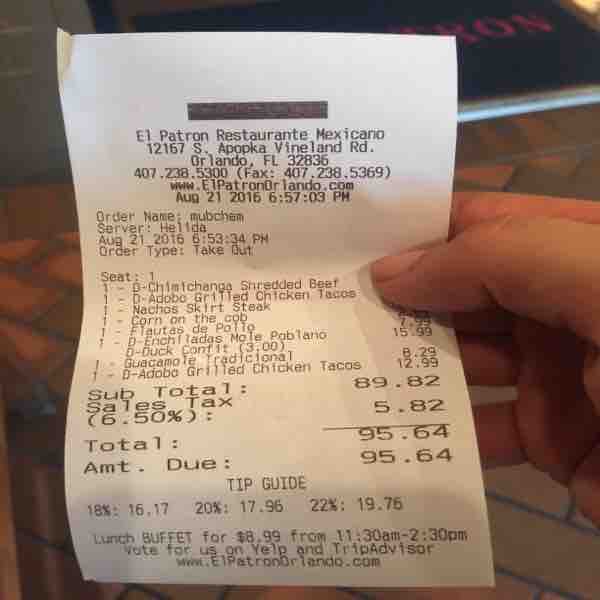 RON
El Patron Restaurante Mexicano
12167 S. Apopka Vineland Rd.
Orlando, FL 32836
407.238.5300 (Fax: 407.238.5369)
www.ElPatronOrlando.com
Aug 21 2016 6:57:03 PM
Order Name: mubchem
Server: Helida
Aug 21 2016 6:53:34 PM
Order Type: Take Out
Seat: 1
1 - D-Chimichanga Shredded Beef
1 - D-Adobo Grilled Chicken Tacos
1 - Nachos Skirt Steak
1 - Corn on the cob
1 - Flautas de Pollo
1 - D-Enchiladas Mole Poblano 15.99
D-Duck Confit (3.00)
1 - Guacamole Tradicional 8.29
1 - D-Adobo Grilled Chicken Tacos 12.99
Sub Total: 89.82
Sales Tax
(6.50%): 5.82
Total: 95.64
Amt. Due: 95.64
TIP GUIDE
18%: 16.17 20%: 17.96 22%: 19.76
Lunch BUFFET for $8.99 from 11:30am-2:30pm
Vote for us on Yelp and TripAdvisor
www.ElPatronOrlando.com